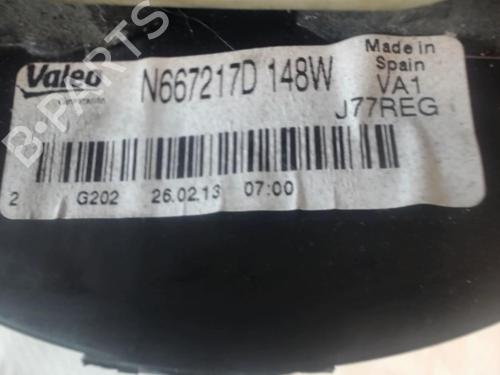 Valeo
N667217D 148W
Made in
Spain
VA1
J77REG
2 G202 26.02.13 07:00
B-PARTS